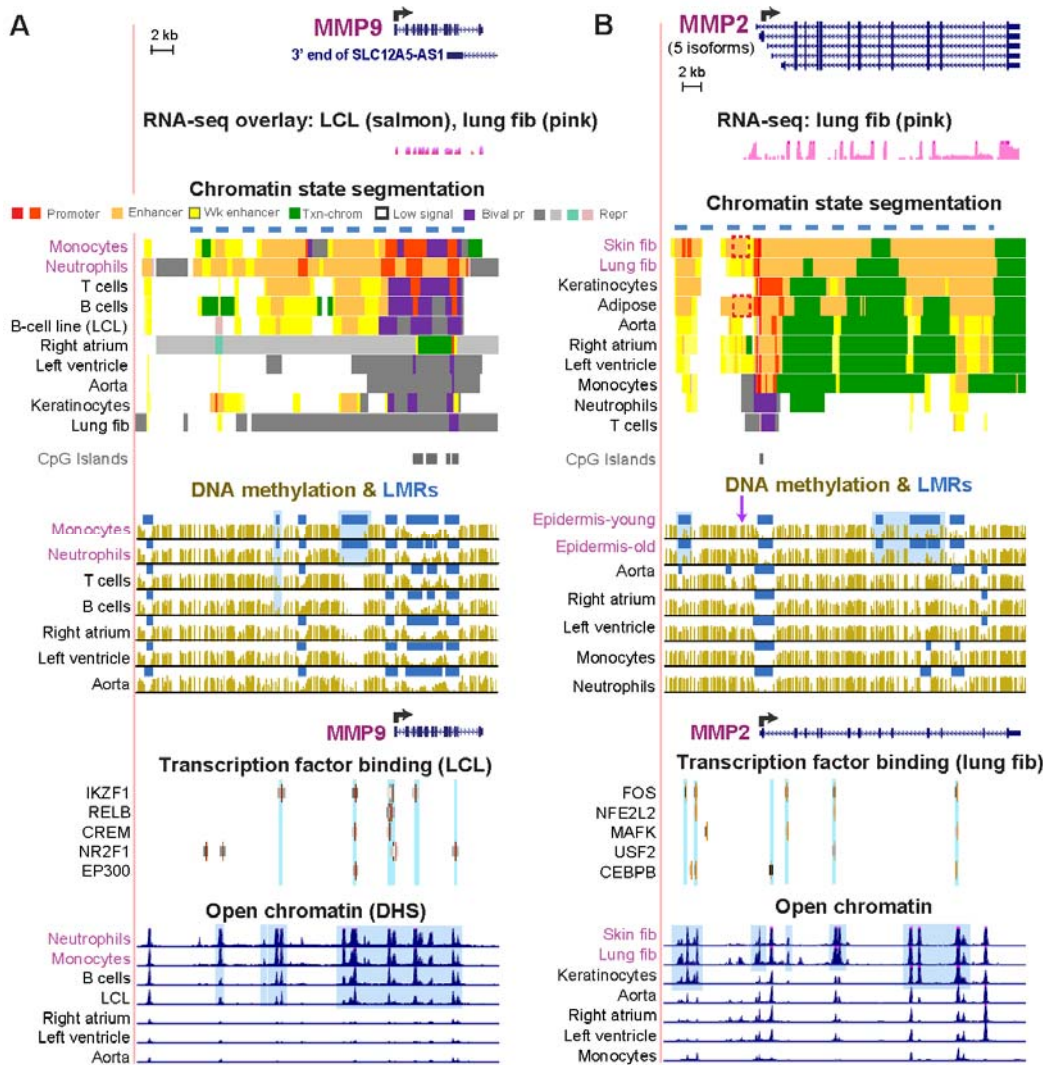 A
MMP9
2 kb
3' end of SLC12A5-AS1
RNA-seq overlay: LCL (salmon), lung fib (pink)
Chromatin state segmentation
Promoter Enhancer Wk enhancer Txn-chrom Low signal Bival pr Repr
Monocytes
Neutrophils
T cells
B cells
B-cell line (LCL)
Right atrium
Left ventricle
Aorta
Keratinocytes
Lung fib
CpG Islands
DNA methylation & LMRs
Monocytes
Neutrophils
T cells
B cells
Right atrium
Left ventricle
Aorta
MMP9
Transcription factor binding (LCL)
IKZF1
RELB
CREM
NR2F1
EP300
Open chromatin (DHS)
Neutrophils
Monocytes
B cells
LCL
Right atrium
Left ventricle
Aorta
B
MMP2
(5 isoforms)
2 kb
RNA-seq: lung fib (pink)
Chromatin state segmentation
Skin fib
Lung fib
Keratinocytes
Adipose
Aorta
Right atrium
Left ventricle
Monocytes
Neutrophils
T cells
CpG Islands
DNA methylation & LMRs
Epidermis-young
Epidermis-old
Aorta
Right atrium
Left ventricle
Monocytes
Neutrophils
MMP2
Transcription factor binding (lung fib)
FOS
NFE2L2
MAFK
USF2
CEBPB
Open chromatin
Skin fib
Lung fib
Keratinocytes
Aorta
Right atrium
Left ventricle
Monocytes